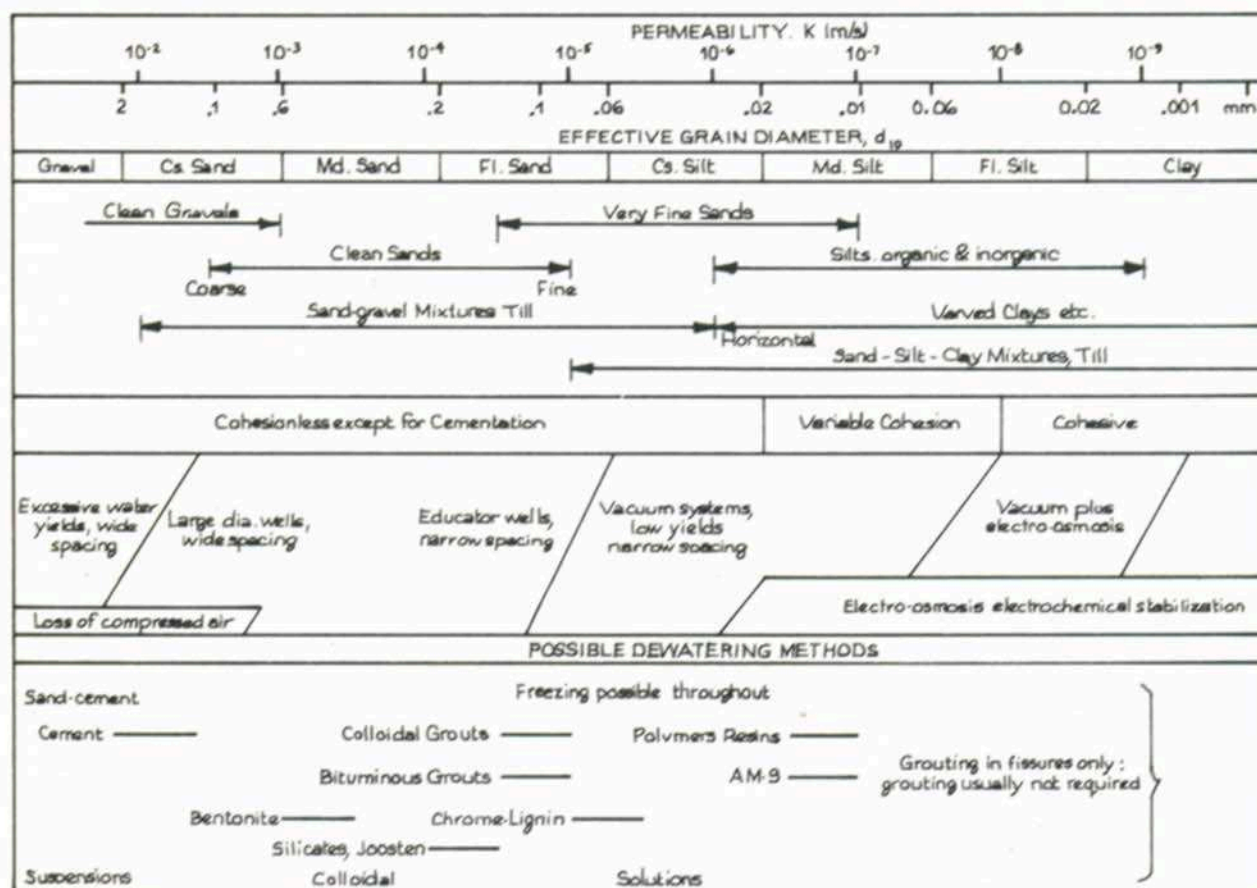 PERMEABILITY. K (m/s)
10⁻² 10⁻³ 10⁻⁴ 10⁻⁵ 10⁻⁶ 10⁻⁷ 10⁻⁸ 10⁻⁹
2 .1 .6 .2 .1 .06 .02 .01 0.06 0.02 .001 mm
EFFECTIVE GRAIN DIAMETER, d₁₀
Gravel Cs. Sand Md. Sand Fl. Sand Cs. Silt Md. Silt Fl. Silt Clay
Clean Gravels Very Fine Sands
Clean Sands Silts. organic & inorganic
Coarse Fine
Sand-gravel Mixtures Till Varved Clays etc.
Horizontal
Sand - Silt - Clay Mixtures, Till
Cohesionless except for Cementation Variable Cohesion Cohesive
Excessive water
yields, wide
spacing
Large dia. wells,
wide spacing
Educator wells,
narrow spacing
Vacuum systems,
low yields
narrow spacing
Vacuum plus
electro-osmosis
Loss of compressed air
Electro-osmosis electrochemical stabilization
POSSIBLE DEWATERING METHODS
Sand-cement Freezing possible throughout
Cement Colloidal Grouts Polymers Resins
Bituminous Grouts AM-9
Grouting in fissures only :
grouting usually not required
Bentonite Chrome-Lignin
Silicates, Joosten
Suspensions Colloidal Solutions